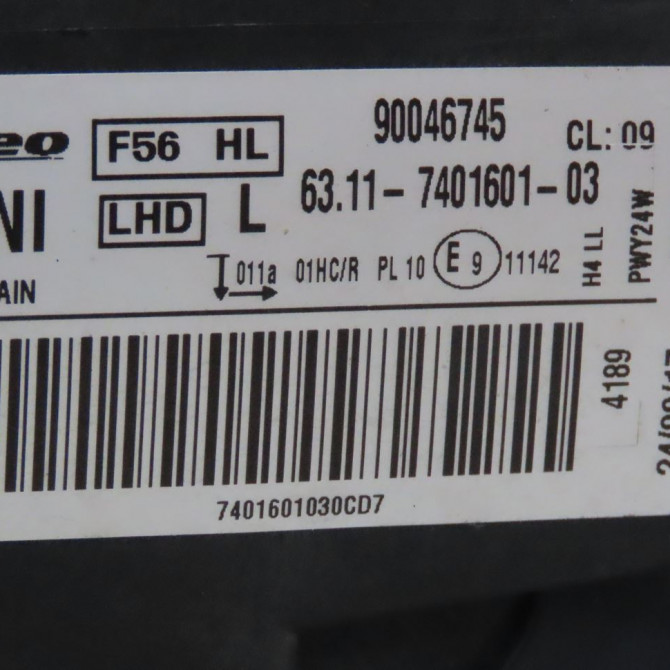 eo F56 HL 90046745 CL: 09
NI LHD L 63.11-7401601-03
AIN 011a 01HC/R PL 10 E 9 11142
H4 LL
PWY24W
4189
7401601030CD7